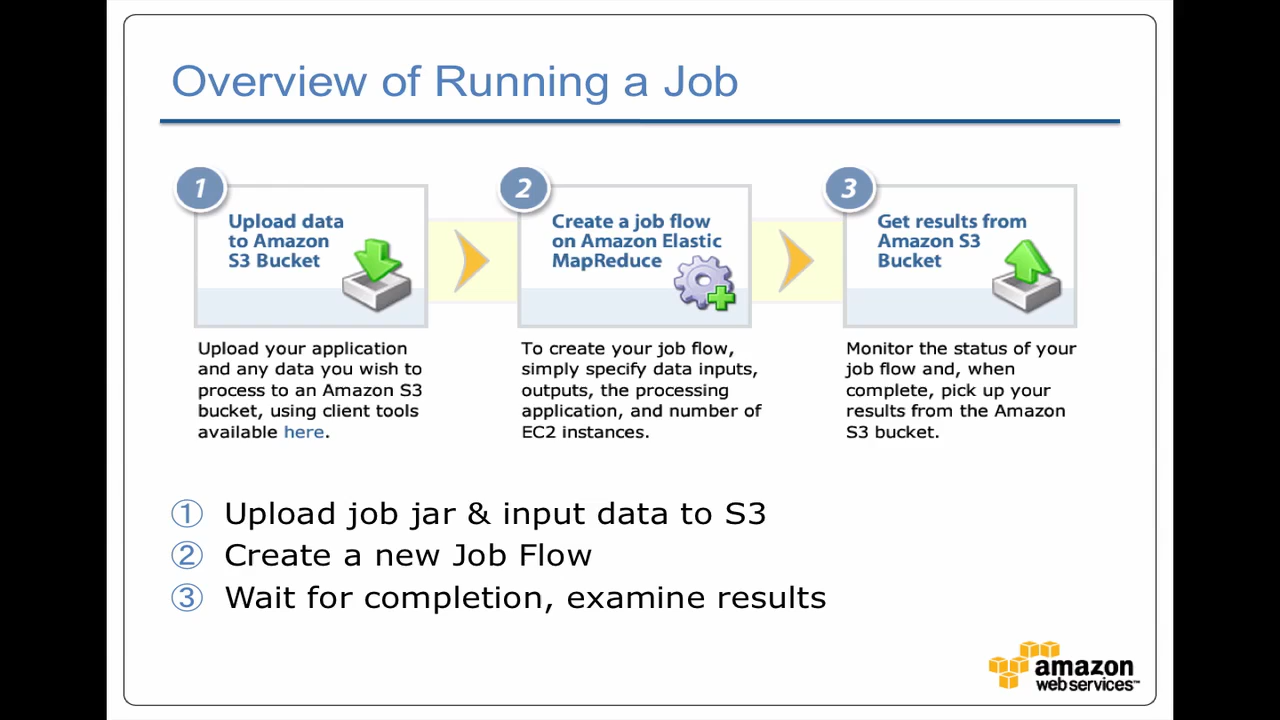 Overview of Running a Job
1
Upload data
to Amazon
S3 Bucket
Upload your application
and any data you wish to
process to an Amazon S3
bucket, using client tools
available here.
2
Create a job flow
on Amazon Elastic
MapReduce
To create your job flow,
simply specify data inputs,
outputs, the processing
application, and number of
EC2 instances.
3
Get results from
Amazon S3
Bucket
Monitor the status of your
job flow and, when
complete, pick up your
results from the Amazon
S3 bucket.
① Upload job jar & input data to S3
② Create a new Job Flow
③ Wait for completion, examine results
amazon
webservices™